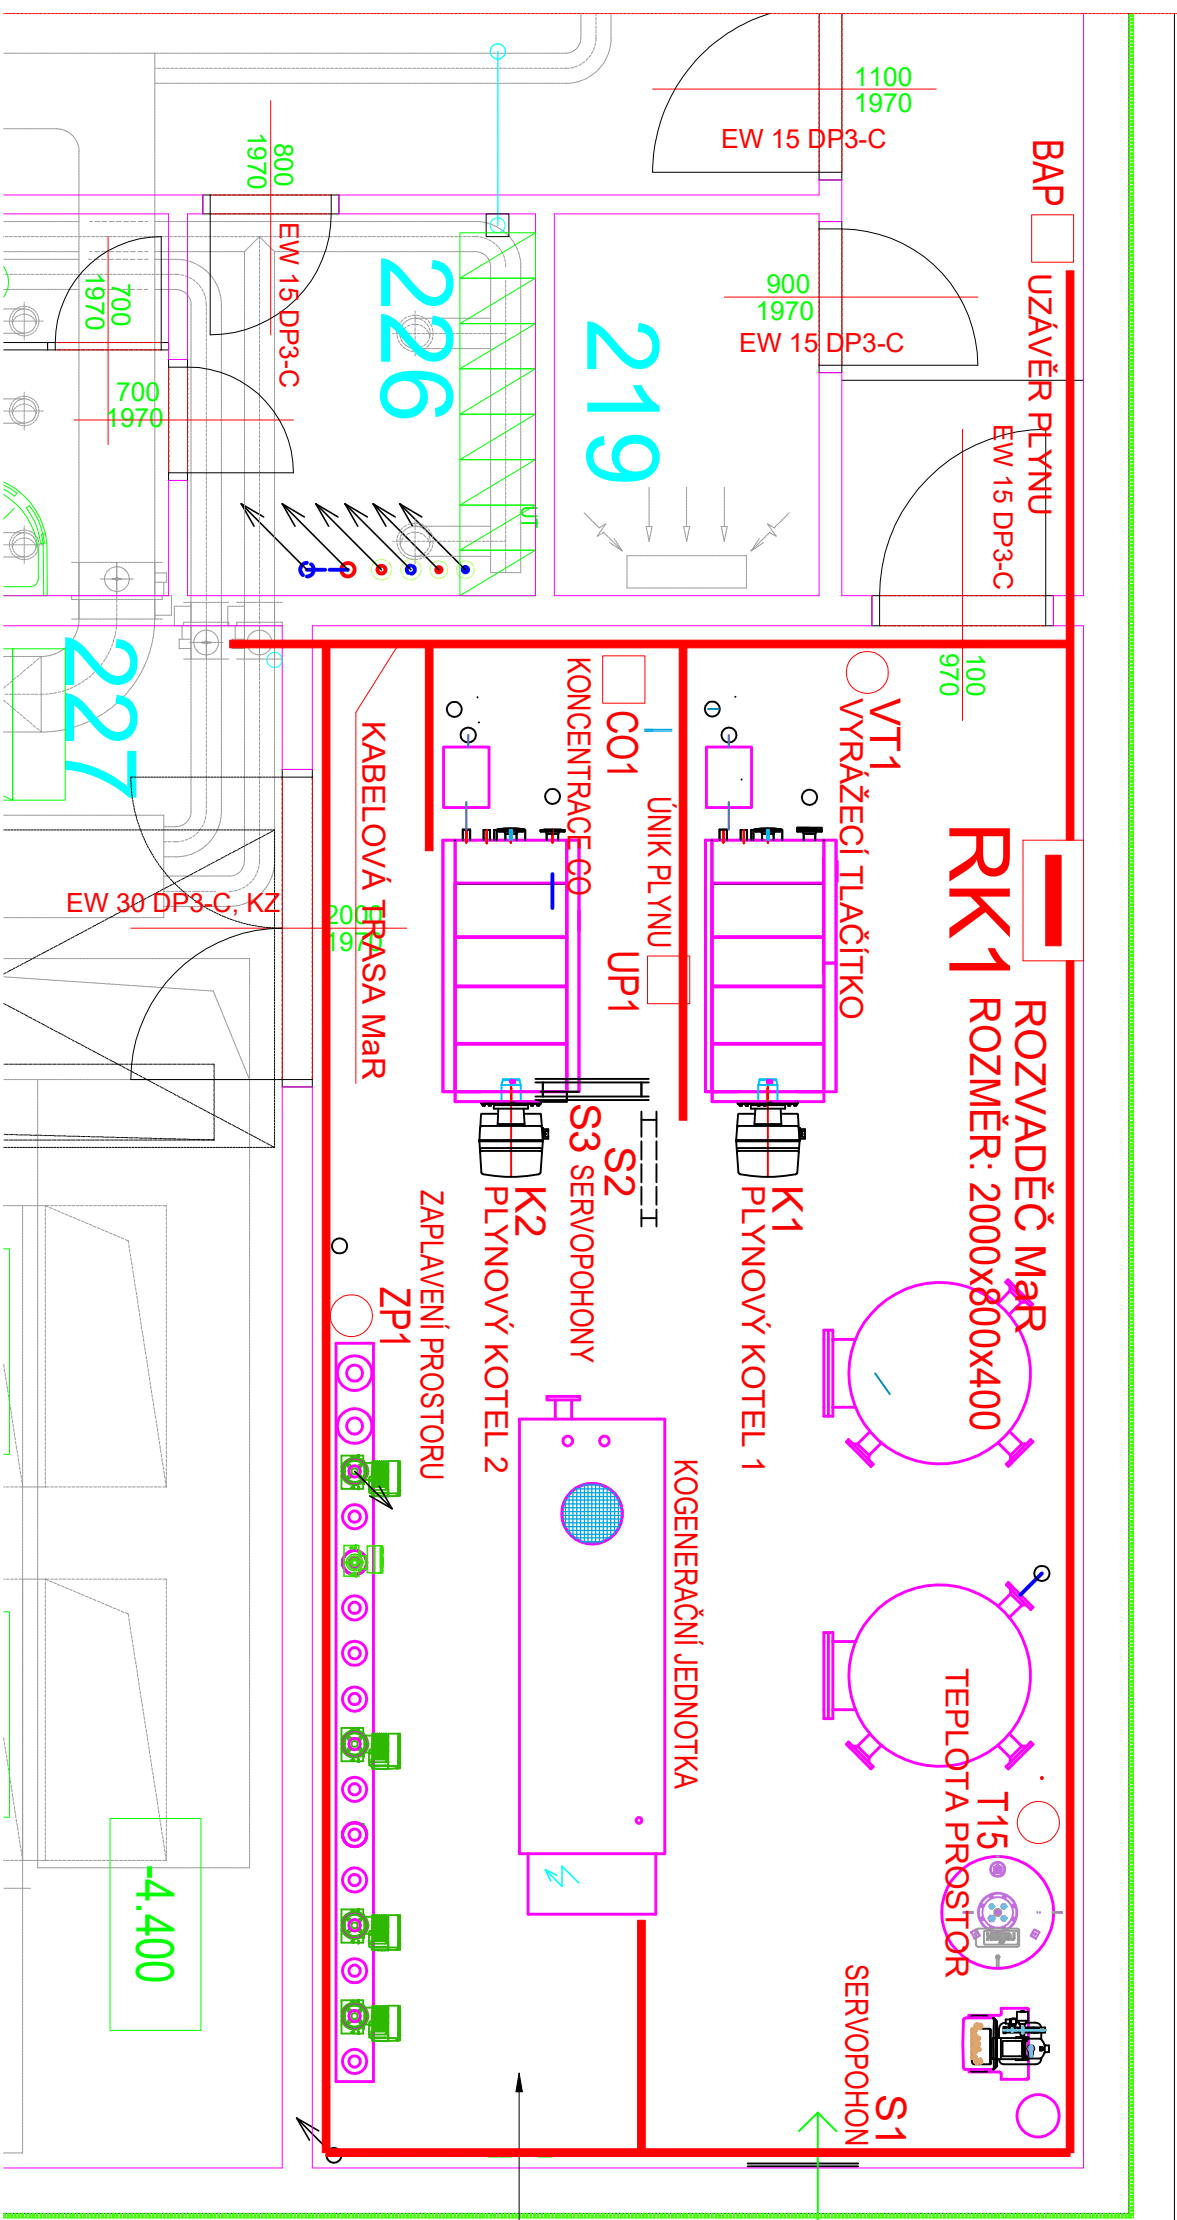 1100
1970
EW 15 DP3-C
800
1970
EW 15 DP3-C
BAP
UZÁVĚR PLYNU
700
1970
900
1970
EW 15 DP3-C
226
219
700
1970
EW 15 DP3-C
UT
100
970
227
KONCENTRACE CO
CO1
VT1
VYRÁŽECÍ TLAČÍTKO
KABELOVÁ TRASA MaR
ÚNIK PLYNU
UP1
RK1
ROZVADĚČ MaR
ROZMĚR: 2000x800x400
EW 30 DP3-C, KZ
2000
1970
S3
SERVOPOHONY
S2
K2
PLYNOVÝ KOTEL 2
K1
PLYNOVÝ KOTEL 1
ZAPLAVENÍ PROSTORU
ZP1
KOGENERAČNÍ JEDNOTKA
TEPLOTA PROSTOR
T15
reflex
-4.400
SERVOPOHON
S1